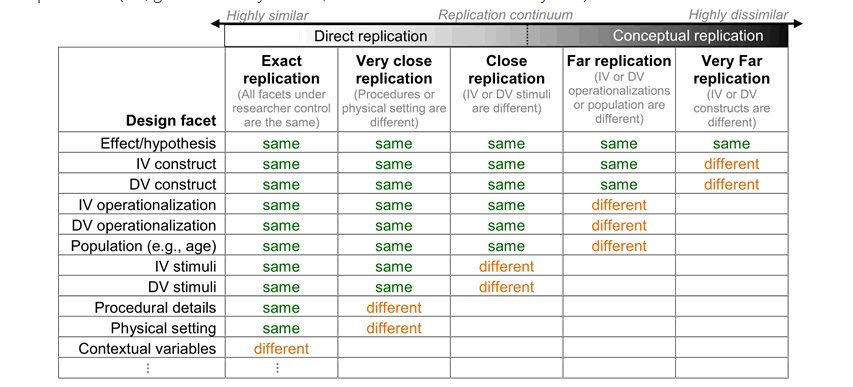 Highly similar Replication continuum Highly dissimilar
Direct replication Conceptual replication
Design facet
Exact replication
(All facets under researcher control are the same)
Very close replication
(Procedures or physical setting are different)
Close replication
(IV or DV stimuli are different)
Far replication
(IV or DV operationalizations or population are different)
Very Far replication
(IV or DV constructs are different)
Effect/hypothesis same same same same same
IV construct same same same same different
DV construct same same same same different
IV operationalization same same same different
DV operationalization same same same different
Population (e.g., age) same same same different
IV stimuli same same different
DV stimuli same same different
Procedural details same different
Physical setting same different
Contextual variables different
⋮ ⋮